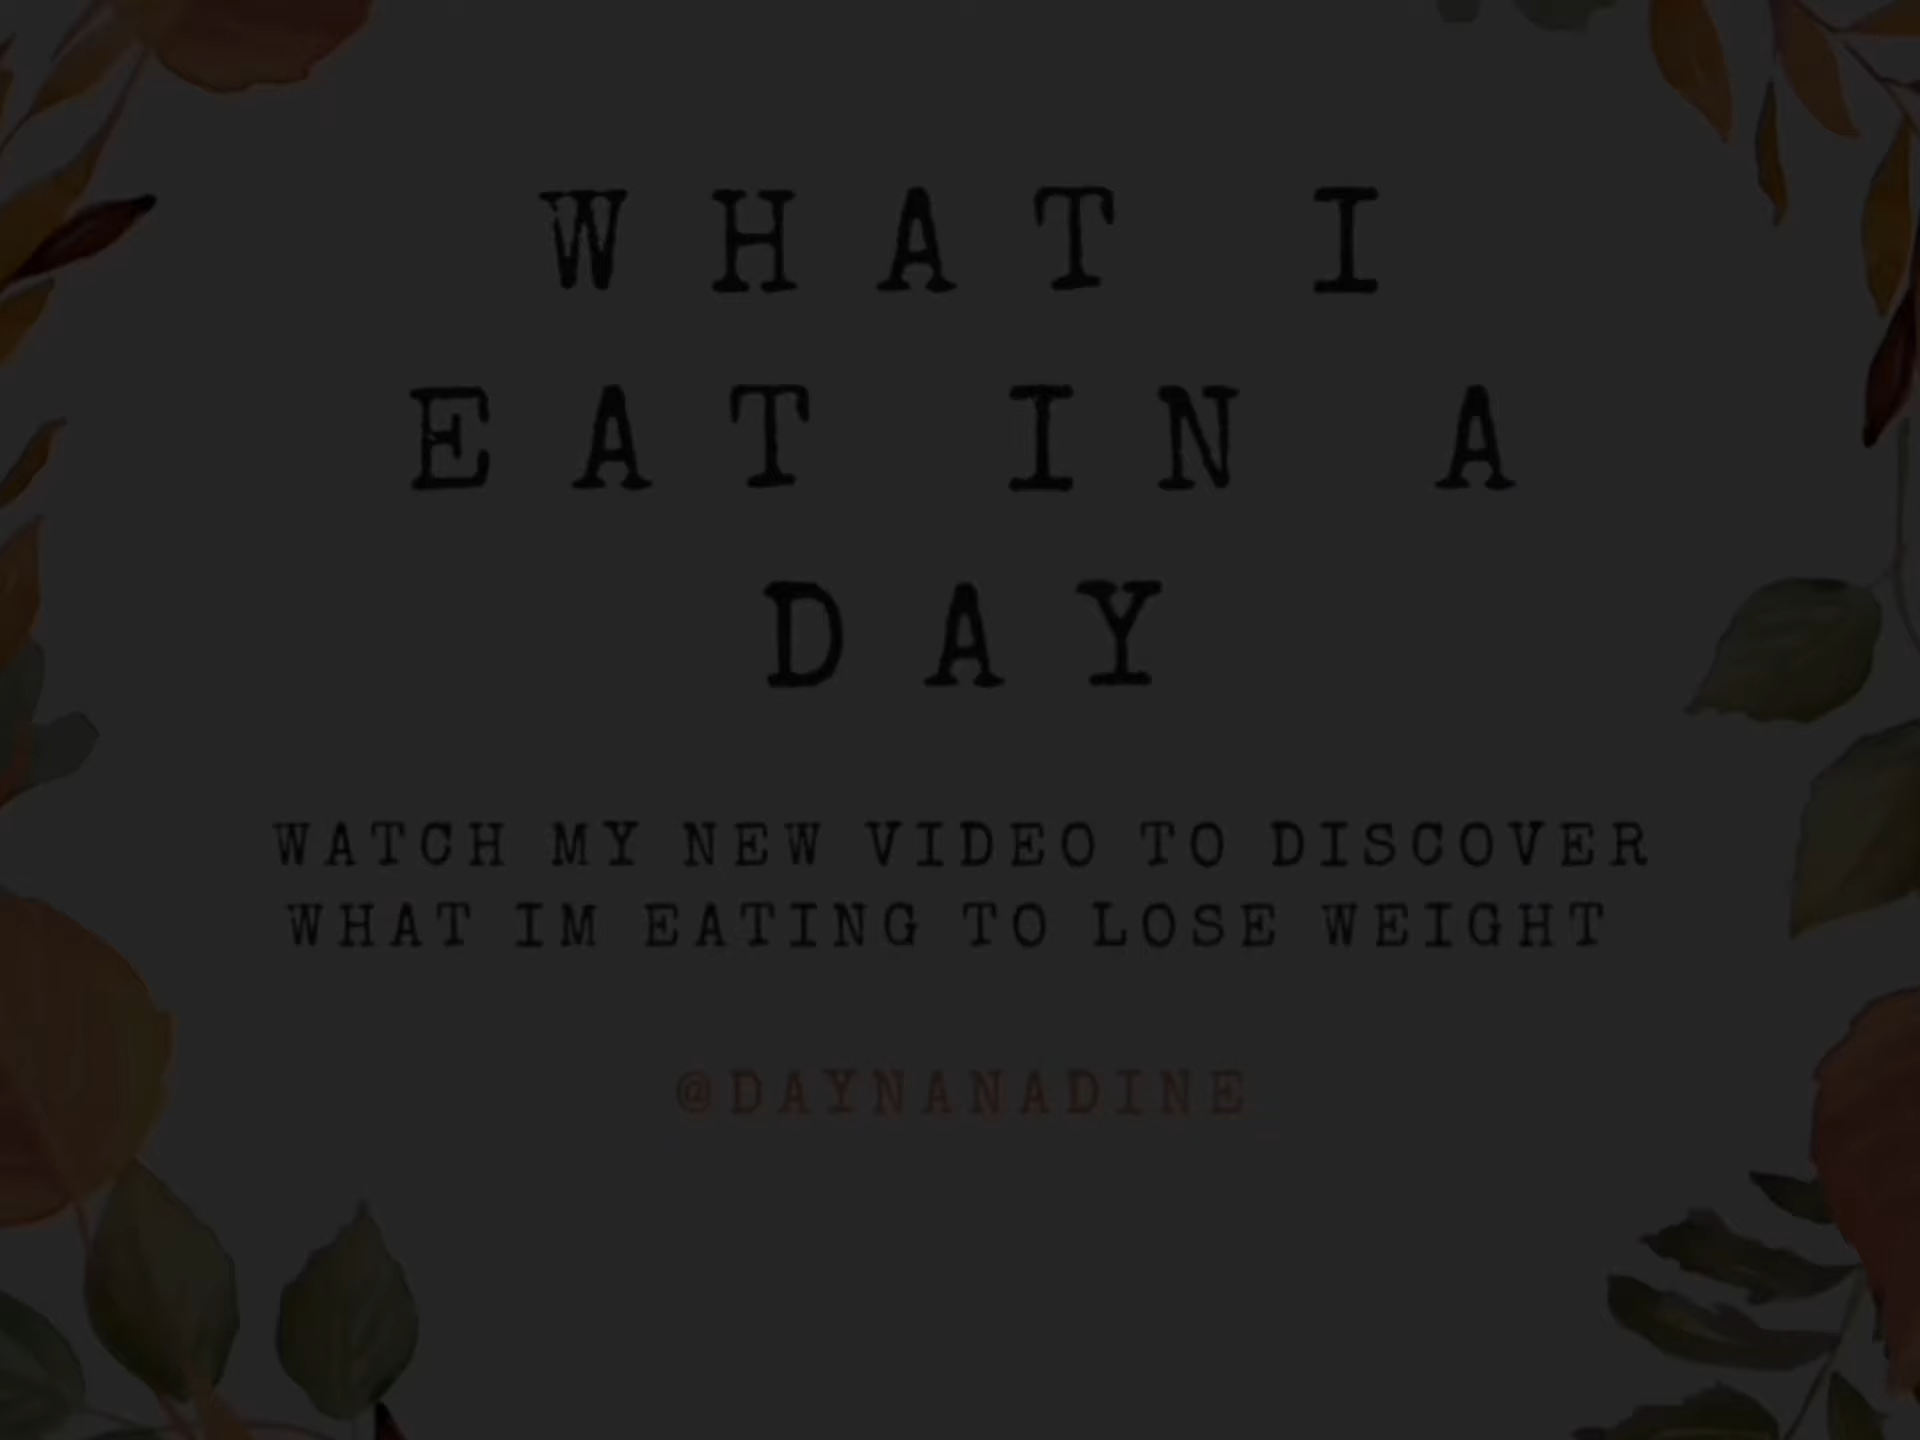 WHAT I
EAT IN A
DAY
WATCH MY NEW VIDEO TO DISCOVER
WHAT IM EATING TO LOSE WEIGHT
@DAYNANADINE